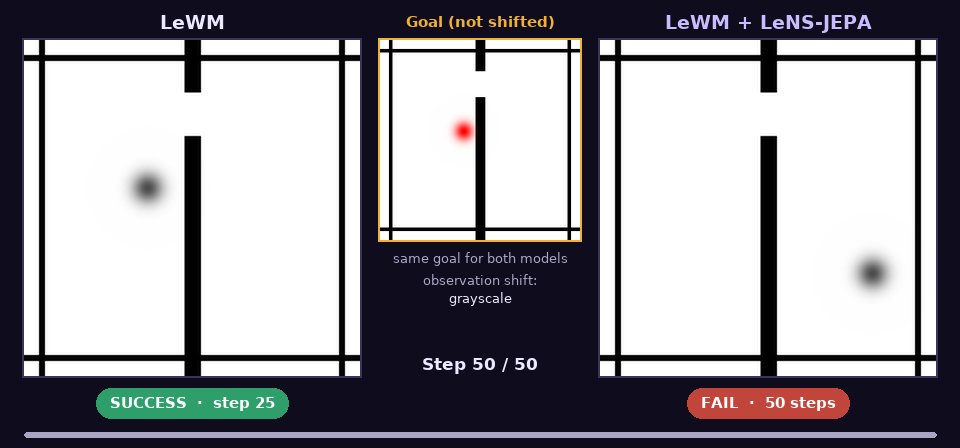 LeWM
Goal (not shifted)
LeWM + LeNS-JEPA
same goal for both models
observation shift:
grayscale
Step 50 / 50
SUCCESS · step 25
FAIL · 50 steps